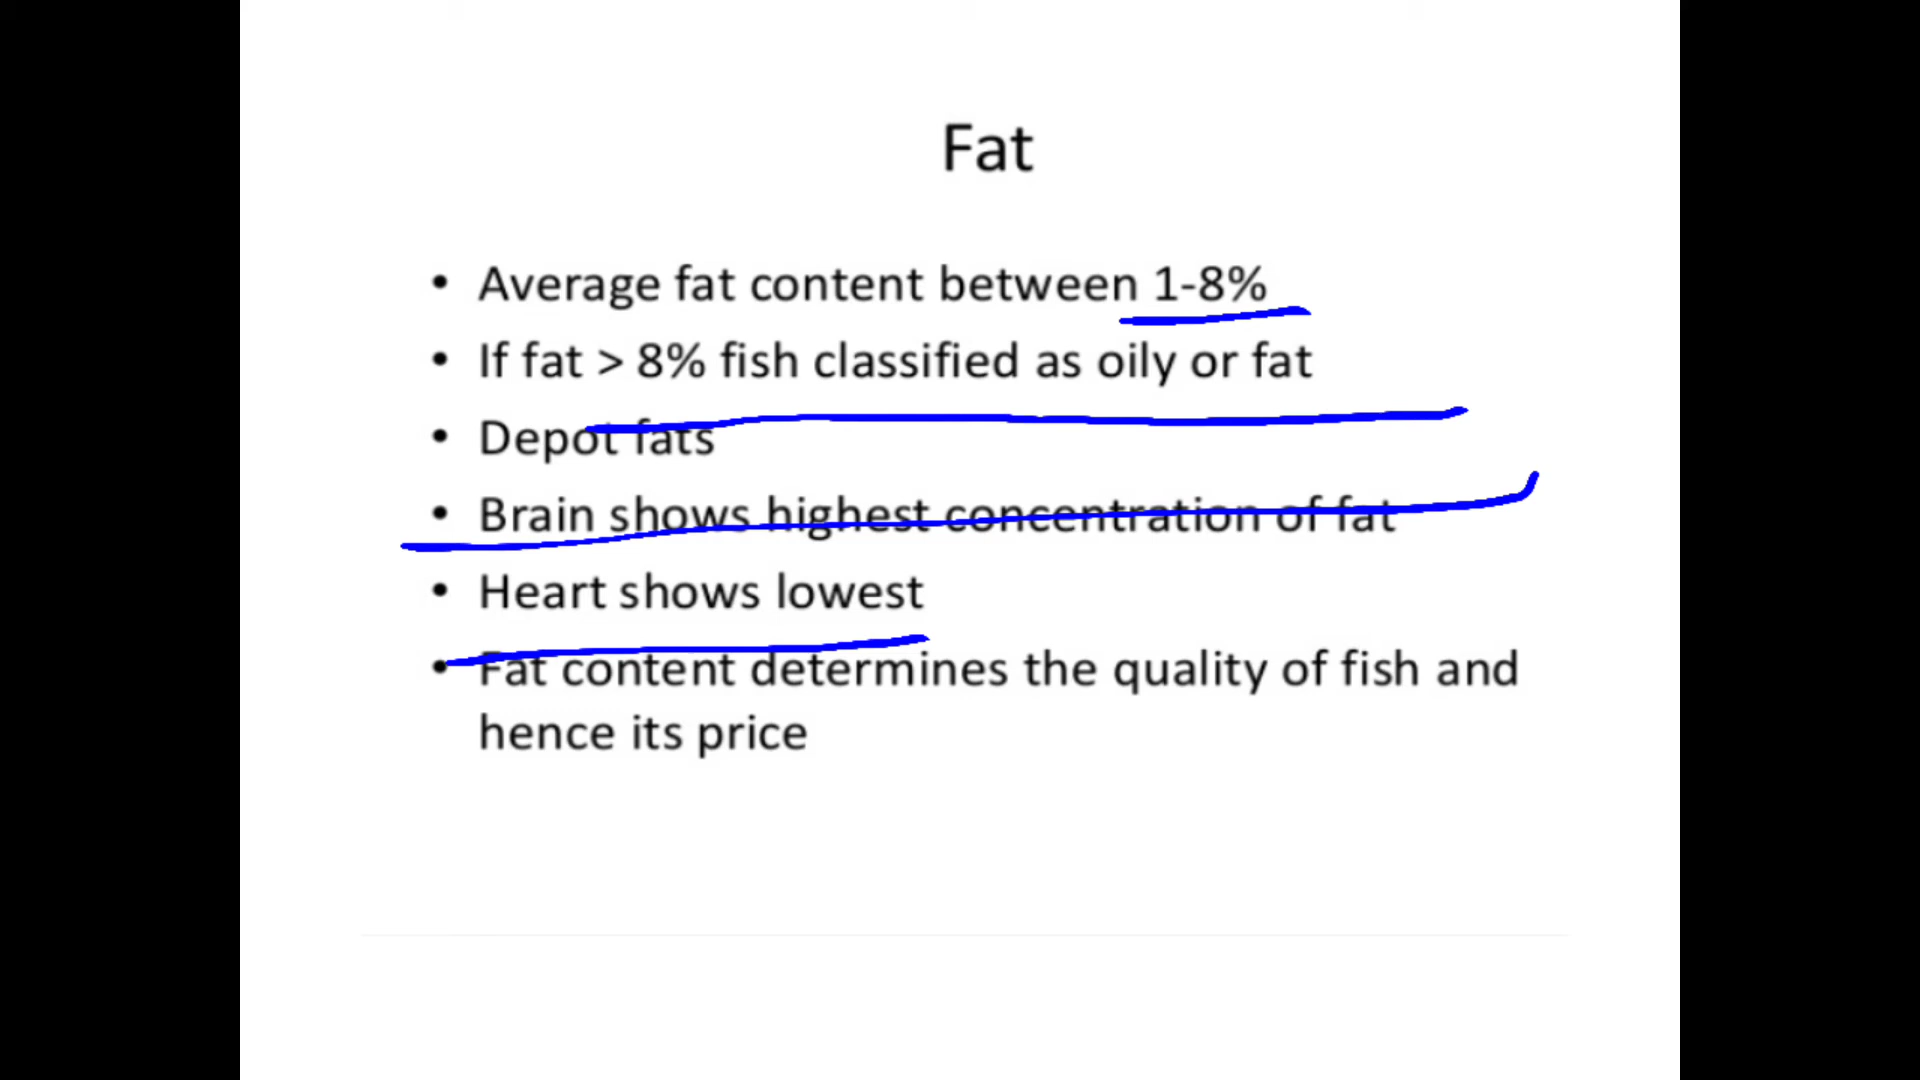 Fat
• Average fat content between 1-8%
• If fat > 8% fish classified as oily or fat
• Depot fats
• Brain shows highest concentration of fat
• Heart shows lowest
• Fat content determines the quality of fish and
hence its price